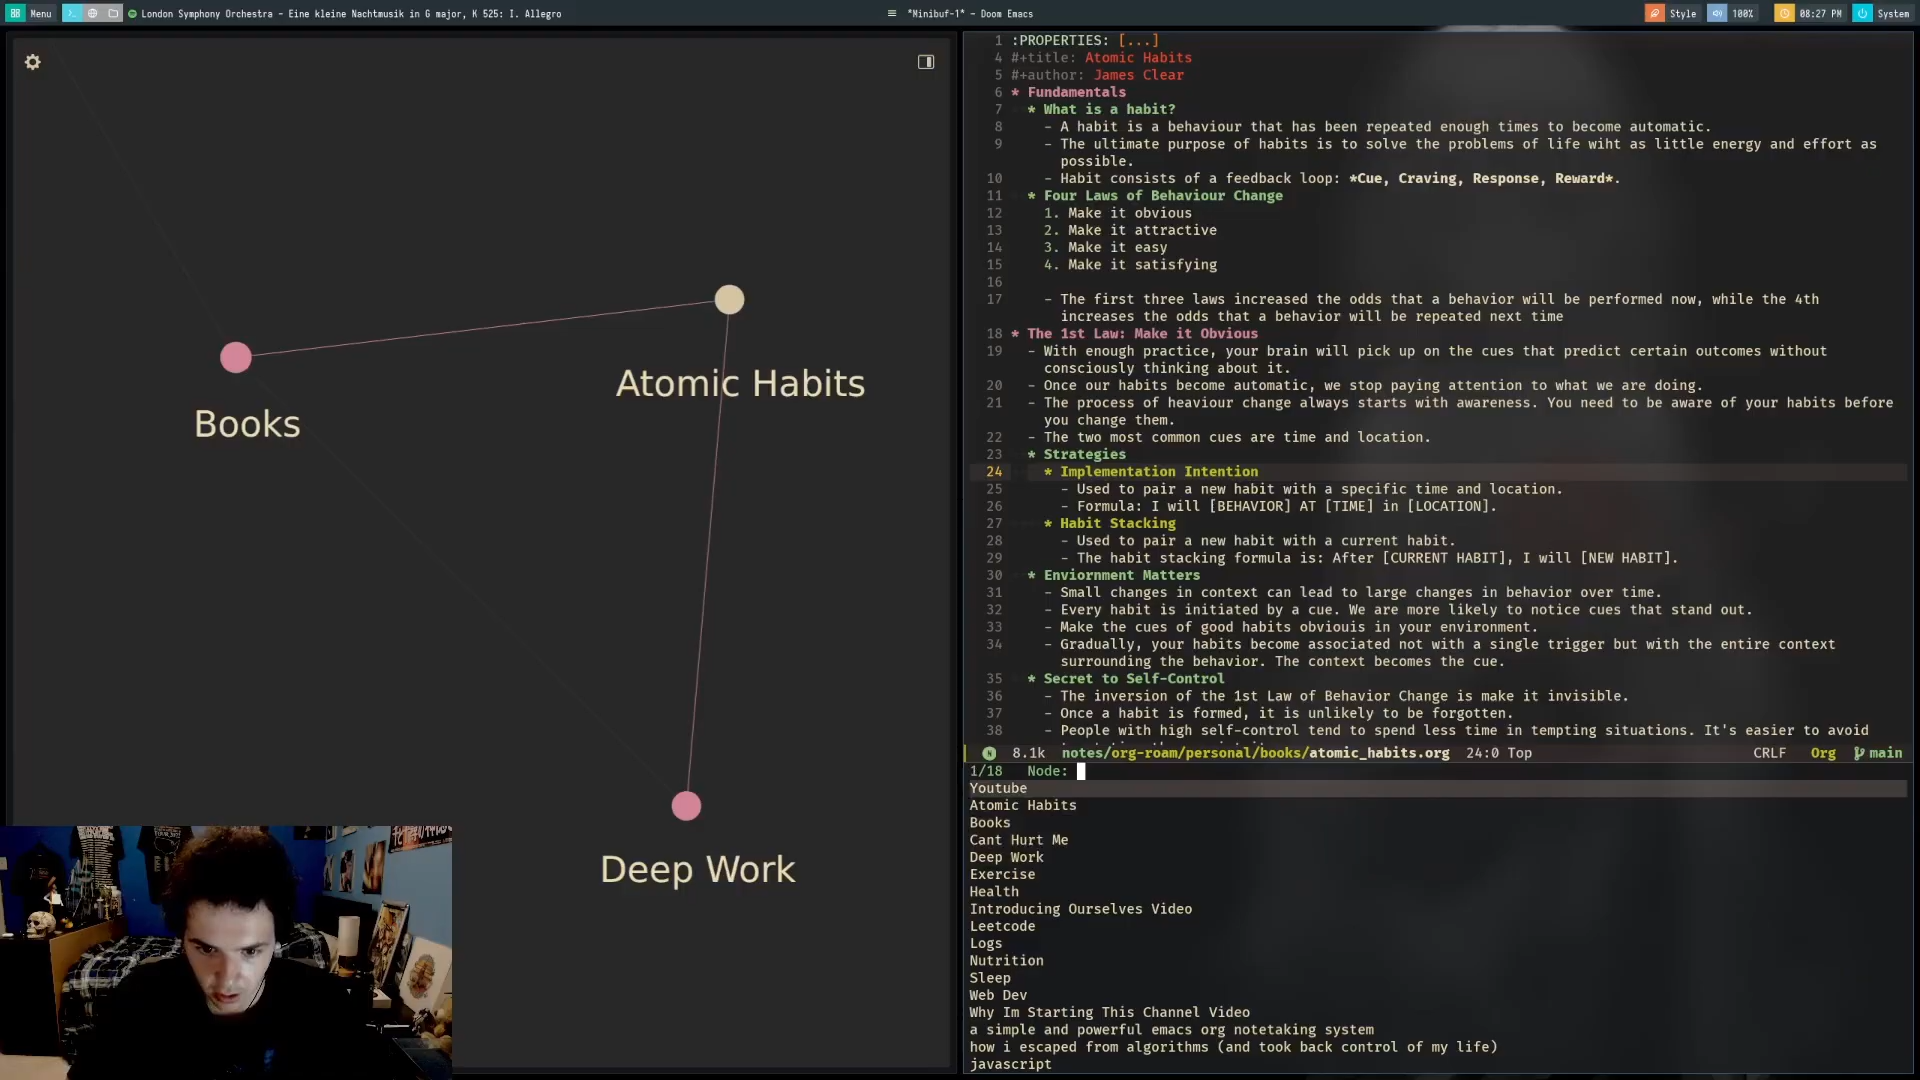 Menu
London Symphony Orchestra - Eine kleine Nachtmusik in G major, K 525: I. Allegro
*Minibuf-1* - Doom Emacs
Style
100%
08:27 PM
System
Books
Atomic Habits
Deep Work
1 :PROPERTIES: [...]
4 #+title: Atomic Habits
5 #+author: James Clear
6 * Fundamentals
7 * What is a habit?
8 - A habit is a behaviour that has been repeated enough times to become automatic.
9 - The ultimate purpose of habits is to solve the problems of life wiht as little energy and effort as
possible.
10 - Habit consists of a feedback loop: *Cue, Craving, Response, Reward*.
11 * Four Laws of Behaviour Change
12 1. Make it obvious
13 2. Make it attractive
14 3. Make it easy
15 4. Make it satisfying
16
17 - The first three laws increased the odds that a behavior will be performed now, while the 4th
increases the odds that a behavior will be repeated next time
18 * The 1st Law: Make it Obvious
19 - With enough practice, your brain will pick up on the cues that predict certain outcomes without
consciously thinking about it.
20 - Once our habits become automatic, we stop paying attention to what we are doing.
21 - The process of heaviour change always starts with awareness. You need to be aware of your habits before
you change them.
22 - The two most common cues are time and location.
23 * Strategies
24 * Implementation Intention
25 - Used to pair a new habit with a specific time and location.
26 - Formula: I will [BEHAVIOR] AT [TIME] in [LOCATION].
27 * Habit Stacking
28 - Used to pair a new habit with a current habit.
29 - The habit stacking formula is: After [CURRENT HABIT], I will [NEW HABIT].
30 * Enviornment Matters
31 - Small changes in context can lead to large changes in behavior over time.
32 - Every habit is initiated by a cue. We are more likely to notice cues that stand out.
33 - Make the cues of good habits obviouis in your environment.
34 - Gradually, your habits become associated not with a single trigger but with the entire context
surrounding the behavior. The context becomes the cue.
35 * Secret to Self-Control
36 - The inversion of the 1st Law of Behavior Change is make it invisible.
37 - Once a habit is formed, it is unlikely to be forgotten.
38 - People with high self-control tend to spend less time in tempting situations. It's easier to avoid
8.1k notes/org-roam/personal/books/atomic_habits.org 24:0 Top CRLF Org main
1/18 Node:
Youtube
Atomic Habits
Books
Cant Hurt Me
Deep Work
Exercise
Health
Introducing Ourselves Video
Leetcode
Logs
Nutrition
Sleep
Web Dev
Why Im Starting This Channel Video
a simple and powerful emacs org notetaking system
how i escaped from algorithms (and took back control of my life)
javascript